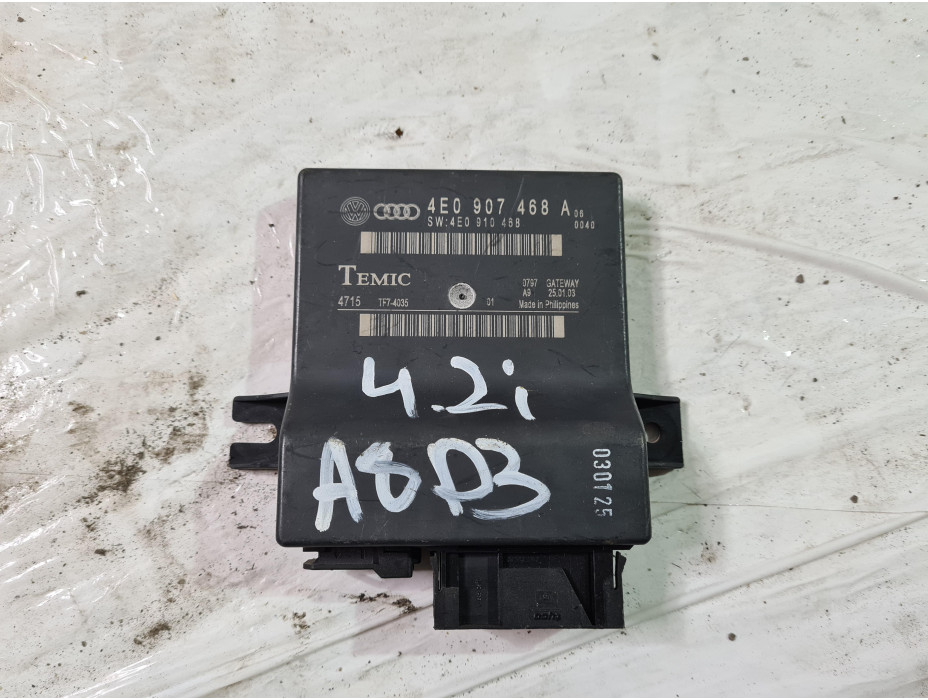 4E0 907 468 A 06
SW:4E0 910 468 0040
TEMIC
0797 GATEWAY
A9 25.01.03
4715 TF7-4035 01 Made in Philippines
4.2i
A8D3
030125